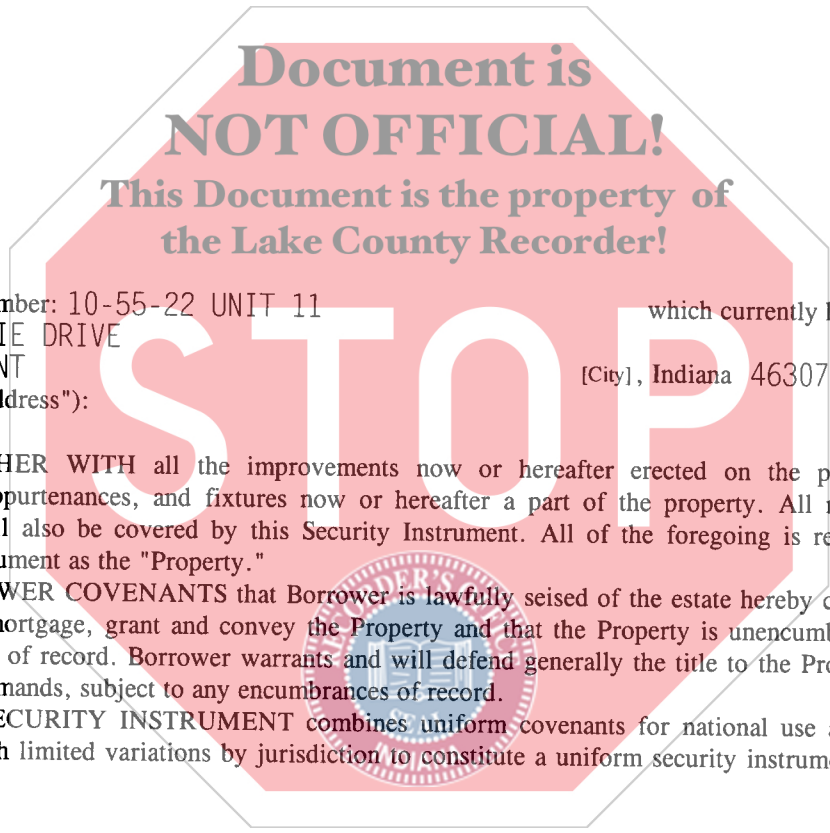 Document is
NOT OFFICIAL!
This Document is the property of
the Lake County Recorder!
mber: 10-55-22 UNIT 11 which currently
IE DRIVE
NT [City], Indiana 46307
ddress"):
STOP
HER WITH all the improvements now or hereafter erected on the p
ppurtenances, and fixtures now or hereafter a part of the property. All
l also be covered by this Security Instrument. All of the foregoing is re
ument as the "Property."
WER COVENANTS that Borrower is lawfully seised of the estate hereby
nortgage, grant and convey the Property and that the Property is unencumb
of record. Borrower warrants and will defend generally the title to the Pro
mands, subject to any encumbrances of record.
ECURITY INSTRUMENT combines uniform covenants for national use
h limited variations by jurisdiction to constitute a uniform security instrum
RECORDER'S OFFIC
SEAL
INDIANA